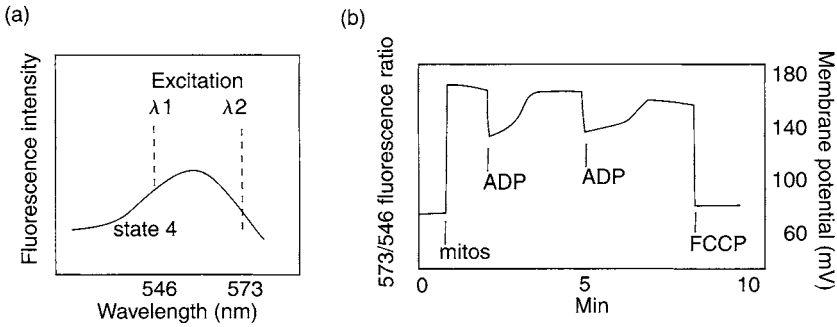 (a)
Fluorescence intensity
Excitation
λ1 λ2
state 4
546 573
Wavelength (nm)
(b)
573/546 fluorescence ratio
Membrane potential (mV)
180
140
100
60
ADP
ADP
mitos
FCCP
0 5 10
Min